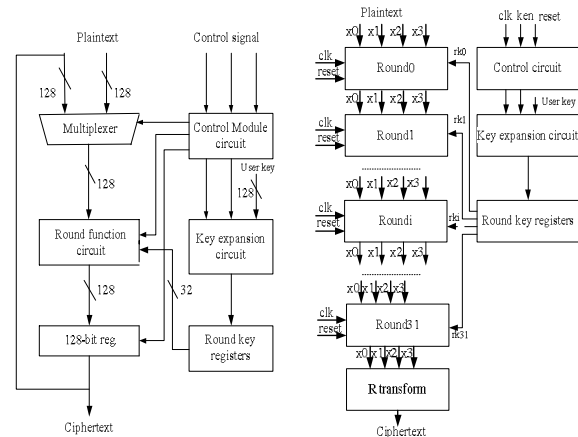 Plaintext
Control signal
128
128
Multiplexer
Control Module
circuit
128
User key
128
Round function
circuit
Key expansion
circuit
128
32
128-bit reg
Round key
registers
Ciphertext
Plaintext
clk ken reset
x0 x1 x2 x3
clk
reset
Round0
rk0
Control circuit
x0 x1 x2 x3
User key
clk
reset
Round1
rk1
Key expansion circuit
x0 x1 x2 x3
clk
reset
Roundi
rki
Round key registers
x0 x1 x2 x3
x0 x1 x2 x3
clk
reset
Round31
rk31
x0 x1 x2 x3
R transform
Ciphertext